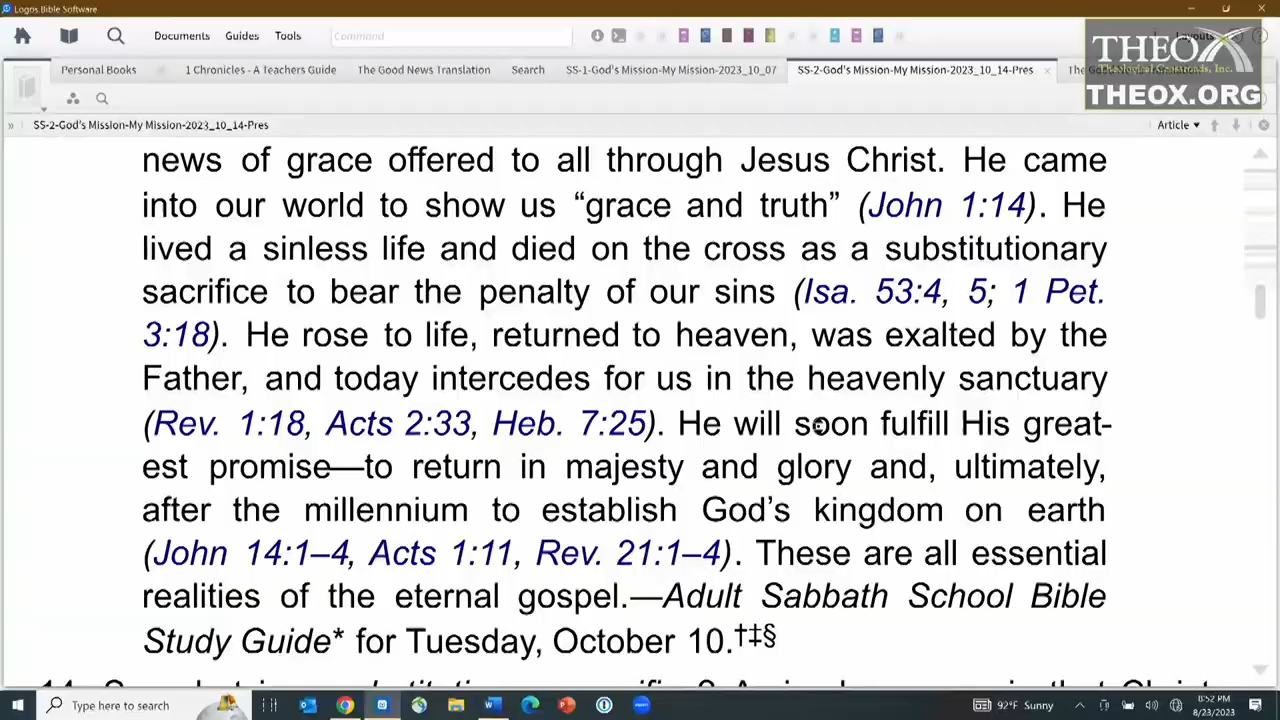 Logos Bible Software
Documents Guides Tools Command
THEOX
Theological Crossroads, Inc.
THEOX.ORG
Personal Books 1 Chronicles - A Teachers Guide The Good News Translation Search SS-1-God's Mission-My Mission-2023_10_07 SS-2-God's Mission-My Mission-2023_10_14-Pres
SS-2-God's Mission-My Mission-2023_10_14-Pres Article
news of grace offered to all through Jesus Christ. He came
into our world to show us “grace and truth” (John 1:14). He
lived a sinless life and died on the cross as a substitutionary
sacrifice to bear the penalty of our sins (Isa. 53:4, 5; 1 Pet.
3:18). He rose to life, returned to heaven, was exalted by the
Father, and today intercedes for us in the heavenly sanctuary
(Rev. 1:18, Acts 2:33, Heb. 7:25). He will soon fulfill His great-
est promise—to return in majesty and glory and, ultimately,
after the millennium to establish God’s kingdom on earth
(John 14:1–4, Acts 1:11, Rev. 21:1–4). These are all essential
realities of the eternal gospel.—Adult Sabbath School Bible
Study Guide* for Tuesday, October 10.†‡§
Type here to search 92°F Sunny 8:52 PM
8/23/2023